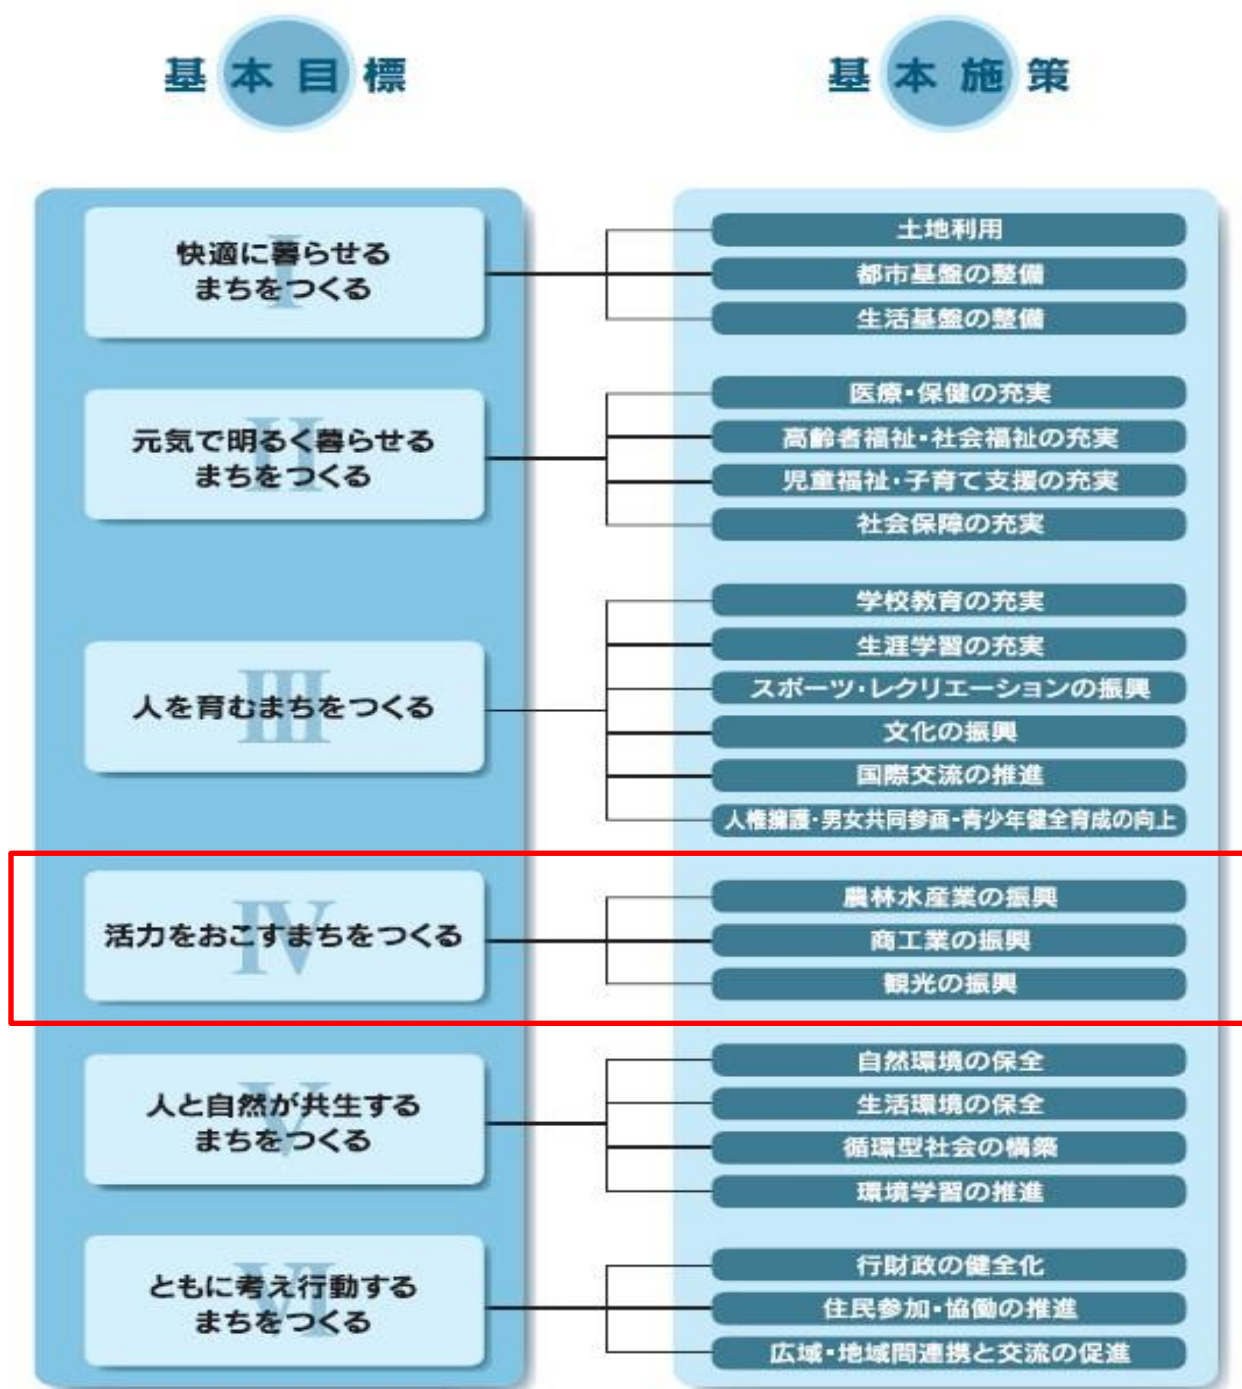 基本目標
基本施策
I
快適に暮らせる
まちをつくる
土地利用
都市基盤の整備
生活基盤の整備
II
元気で明るく暮らせる
まちをつくる
医療・保健の充実
高齢者福祉・社会福祉の充実
児童福祉・子育て支援の充実
社会保障の充実
III
人を育むまちをつくる
学校教育の充実
生涯学習の充実
スポーツ・レクリエーションの振興
文化の振興
国際交流の推進
人権擁護・男女共同参画・青少年健全育成の向上
IV
活力をおこすまちをつくる
農林水産業の振興
商工業の振興
観光の振興
V
人と自然が共生する
まちをつくる
自然環境の保全
生活環境の保全
循環型社会の構築
環境学習の推進
VI
ともに考え行動する
まちをつくる
行財政の健全化
住民参加・協働の推進
広域・地域間連携と交流の促進